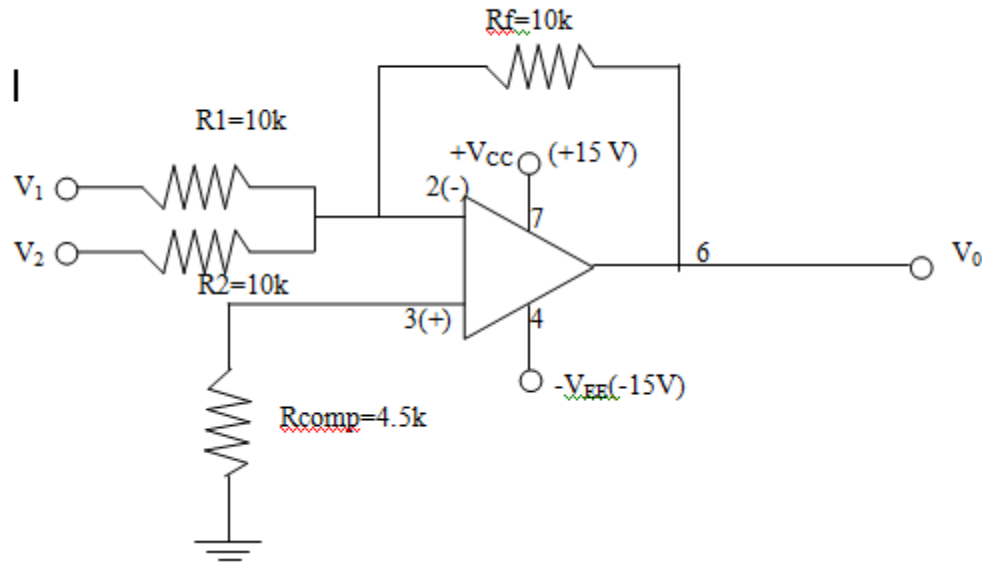 Rf=10k
R1=10k
+VCC (+15 V)
V1
2(-)
7
V2
6
V0
R2=10k
3(+)
4
-VEE(-15V)
Rcomp=4.5k